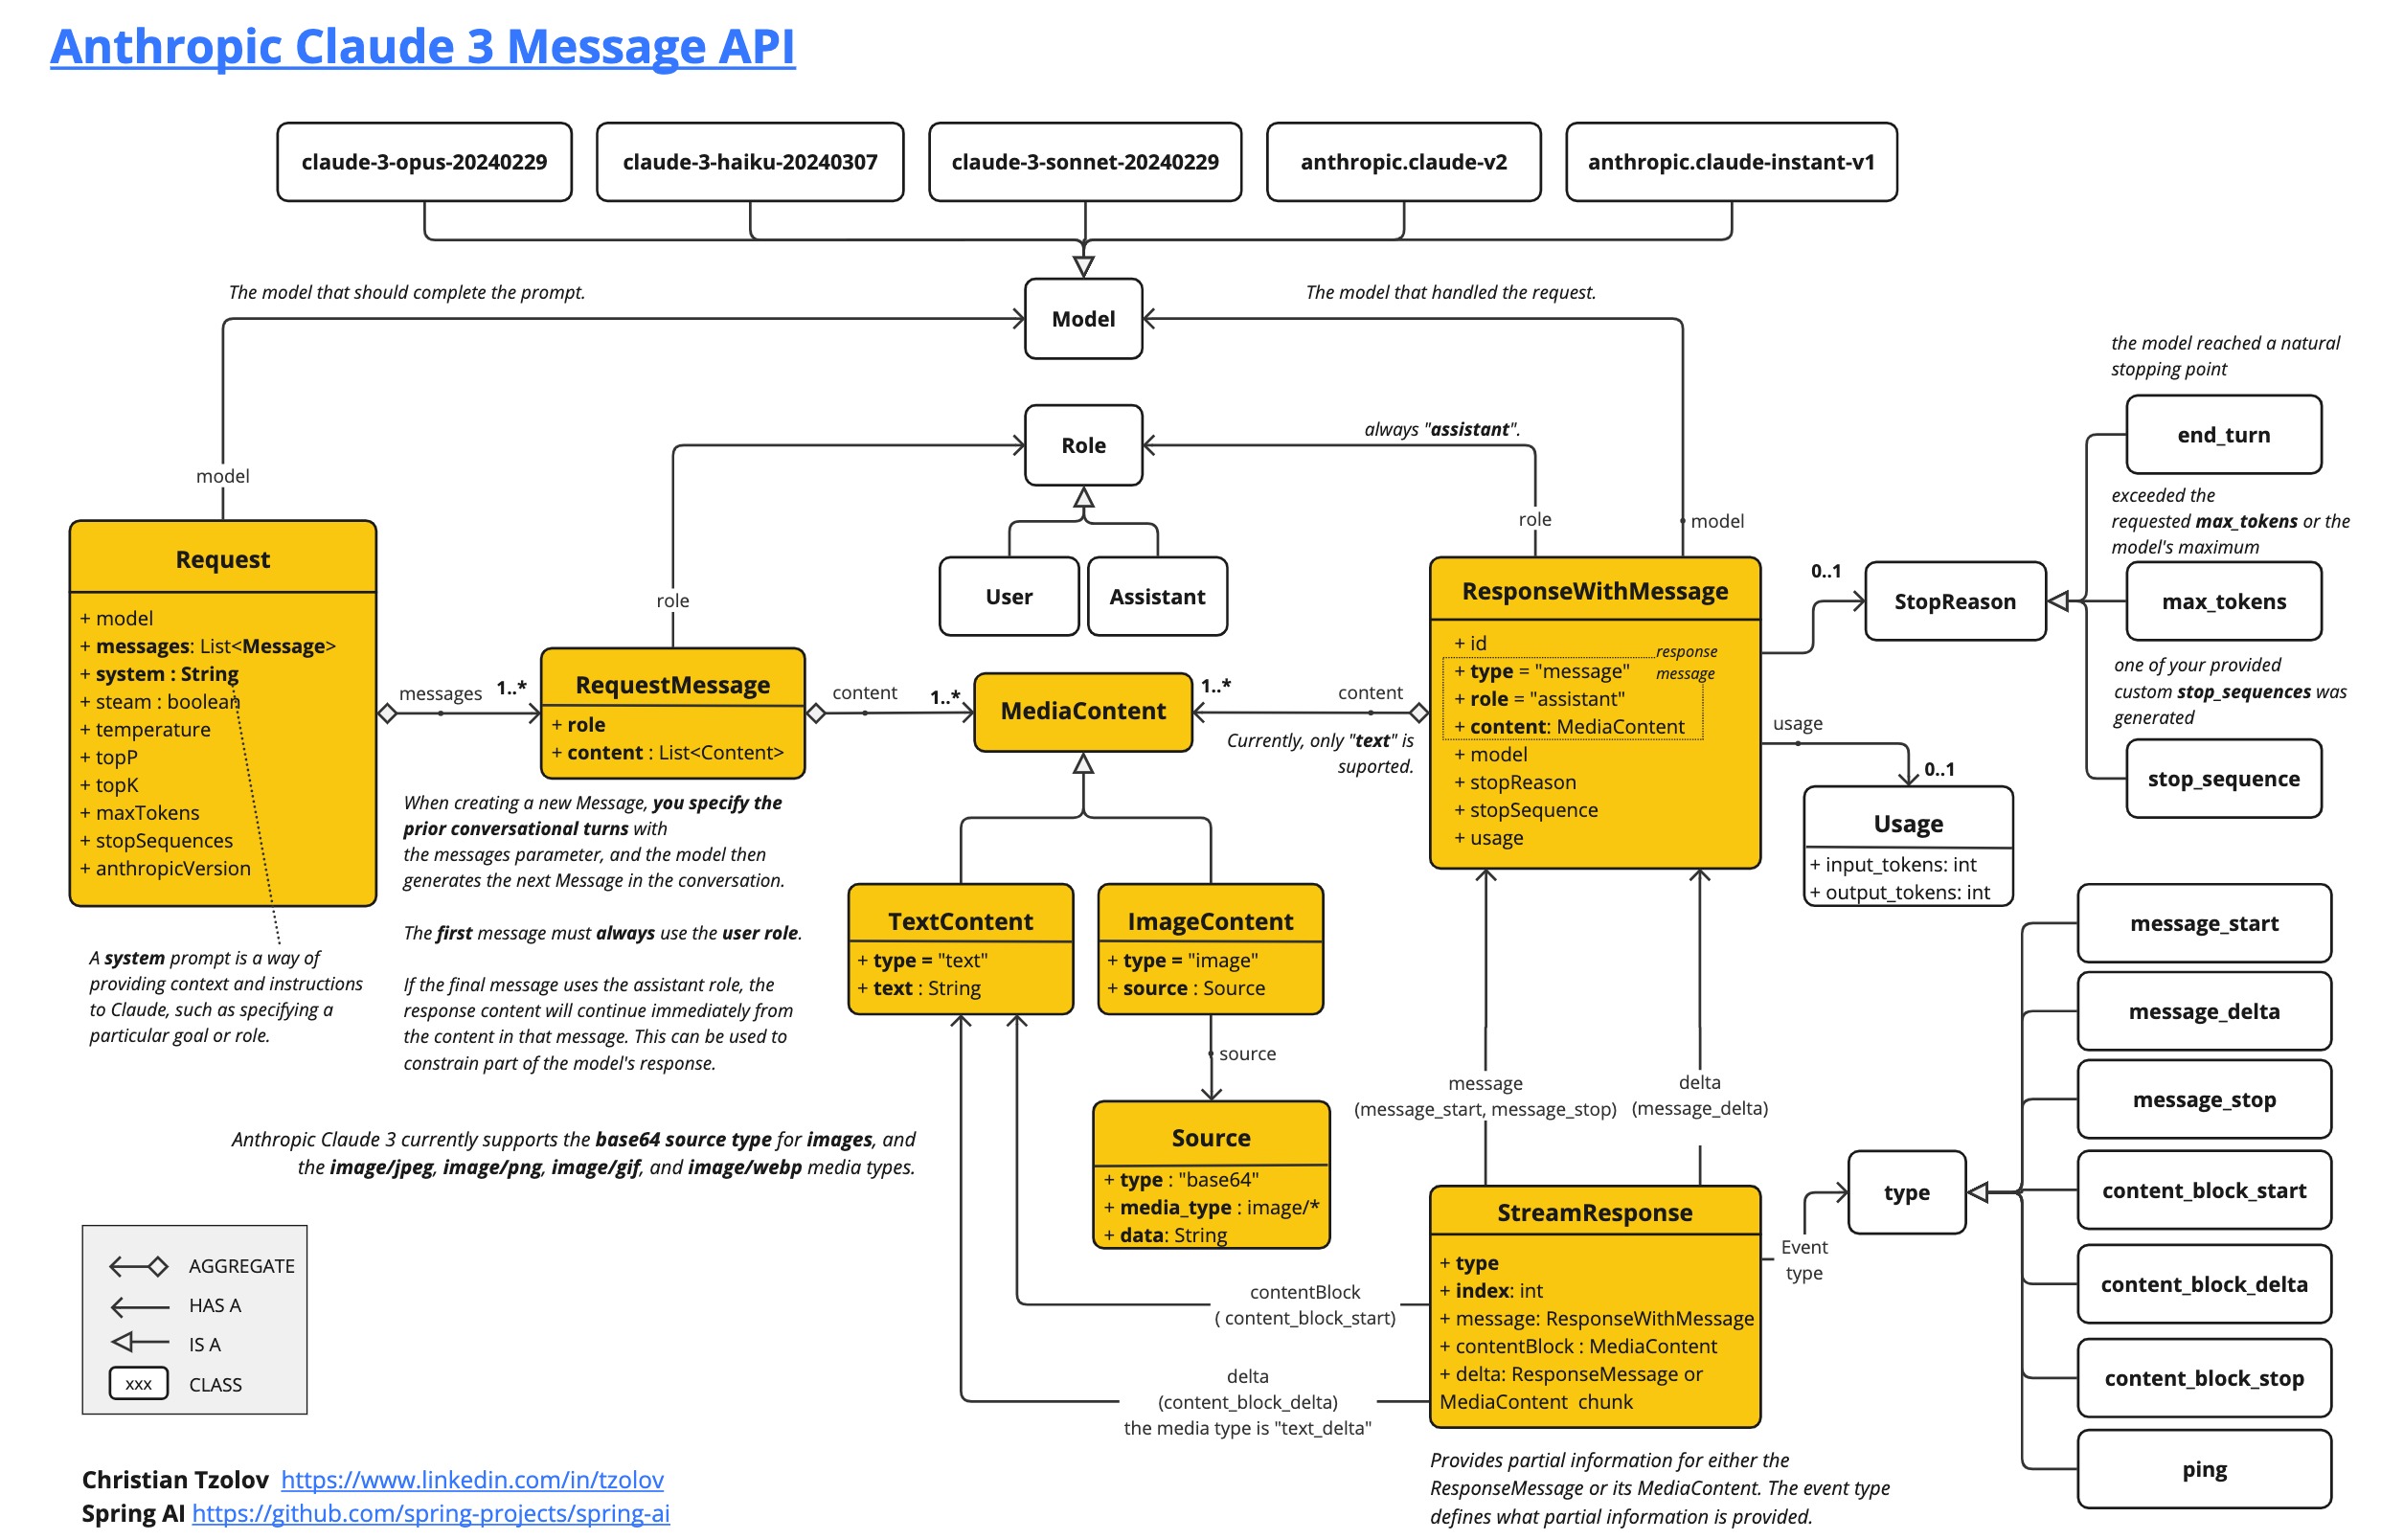 Anthropic Claude 3 Message API
claude-3-opus-20240229
claude-3-haiku-20240307
claude-3-sonnet-20240229
anthropic.claude-v2
anthropic.claude-instant-v1
The model that should complete the prompt.
The model that handled the request.
Model
the model reached a natural
stopping point
always "assistant".
Role
end_turn
model
exceeded the
requested max_tokens or the
model's maximum
role
model
Request
+ model
+ messages: List<Message>
+ system : String
+ steam : boolean
+ temperature
+ topP
+ topK
+ maxTokens
+ stopSequences
+ anthropicVersion
role
User
Assistant
ResponseWithMessage
+ id
response
message
+ type = "message"
+ role = "assistant"
+ content: MediaContent
+ model
+ stopReason
+ stopSequence
+ usage
0..1
StopReason
max_tokens
one of your provided
custom stop_sequences was
generated
stop_sequence
messages
1..*
RequestMessage
+ role
+ content : List<Content>
content
1..*
MediaContent
1..*
content
Currently, only "text" is
suported.
usage
0..1
Usage
+ input_tokens: int
+ output_tokens: int
When creating a new Message, you specify the
prior conversational turns with
the messages parameter, and the model then
generates the next Message in the conversation.
The first message must always use the user role.
If the final message uses the assistant role, the
response content will continue immediately from
the content in that message. This can be used to
constrain part of the model's response.
A system prompt is a way of
providing context and instructions
to Claude, such as specifying a
particular goal or role.
TextContent
+ type = "text"
+ text : String
ImageContent
+ type = "image"
+ source : Source
source
Source
+ type : "base64"
+ media_type : image/*
+ data: String
Anthropic Claude 3 currently supports the base64 source type for images, and
the image/jpeg, image/png, image/gif, and image/webp media types.
message
(message_start, message_stop)
delta
(message_delta)
StreamResponse
+ type
+ index: int
+ message: ResponseWithMessage
+ contentBlock : MediaContent
+ delta: ResponseMessage or
MediaContent chunk
Event
type
type
message_start
message_delta
message_stop
content_block_start
content_block_delta
content_block_stop
ping
contentBlock
( content_block_start)
delta
(content_block_delta)
the media type is "text_delta"
Provides partial information for either the
ResponseMessage or its MediaContent. The event type
defines what partial information is provided.
AGGREGATE
HAS A
IS A
xxx CLASS
Christian Tzolov https://www.linkedin.com/in/tzolov
Spring AI https://github.com/spring-projects/spring-ai